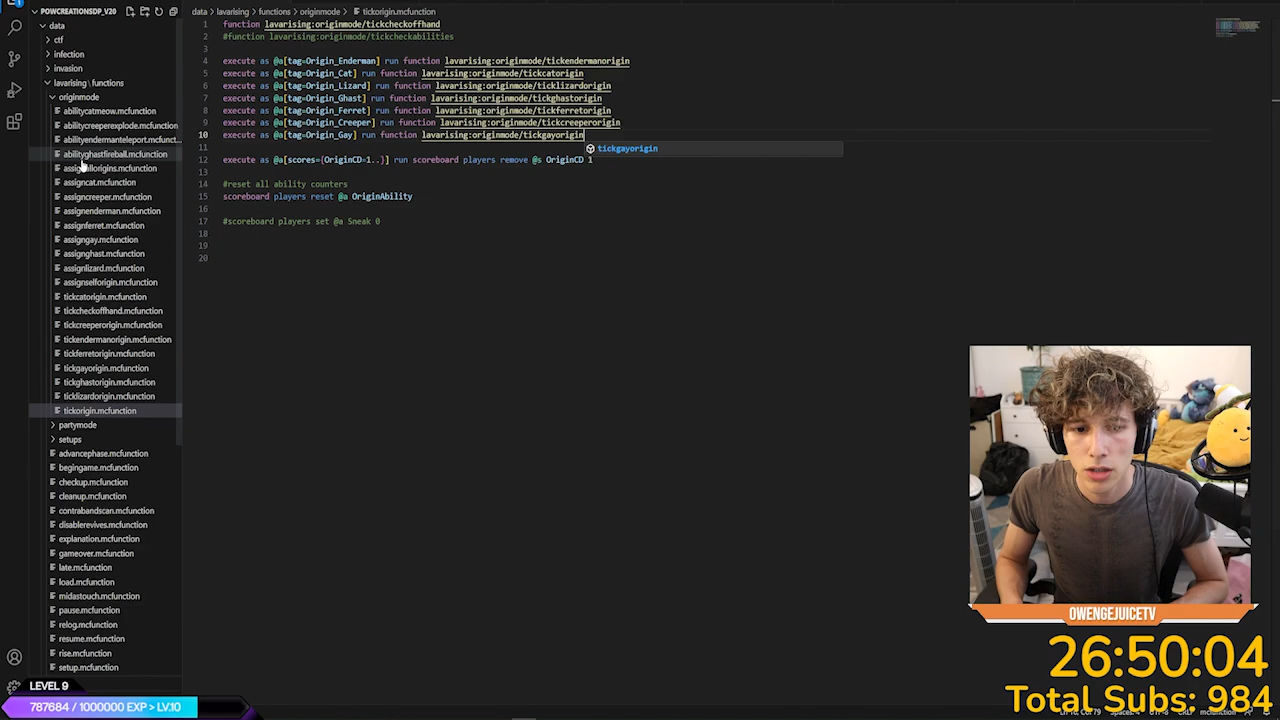 POWCREATIONSDP_V20
data
ctf
infection
invasion
lavarising \ functions
originmode
abilitycatmeow.mcfunction
abilitycreeperexplode.mcfunction
abilityendermanteleport.mcfunct...
abilityghastfireball.mcfunction
assignallorigins.mcfunction
assigncat.mcfunction
assigncreeper.mcfunction
assignenderman.mcfunction
assignferret.mcfunction
assigngay.mcfunction
assignghast.mcfunction
assignlizard.mcfunction
assignselforigin.mcfunction
tickcatorigin.mcfunction
tickcheckoffhand.mcfunction
tickcreeperorigin.mcfunction
tickendermanorigin.mcfunction
tickferretorigin.mcfunction
tickgayorigin.mcfunction
tickghastorigin.mcfunction
ticklizardorigin.mcfunction
tickorigin.mcfunction
partymode
setups
advancephase.mcfunction
begingame.mcfunction
checkup.mcfunction
cleanup.mcfunction
contrabandscan.mcfunction
disablerevives.mcfunction
explanation.mcfunction
gameover.mcfunction
late.mcfunction
load.mcfunction
midastouch.mcfunction
pause.mcfunction
relog.mcfunction
resume.mcfunction
rise.mcfunction
setup.mcfunction
data > lavarising > functions > originmode > tickorigin.mcfunction
1 function lavarising:originmode/tickcheckoffhand
2 #function lavarising:originmode/tickcheckabilities
3
4 execute as @a[tag=Origin_Enderman] run function lavarising:originmode/tickendermanorigin
5 execute as @a[tag=Origin_Cat] run function lavarising:originmode/tickcatorigin
6 execute as @a[tag=Origin_Lizard] run function lavarising:originmode/ticklizardorigin
7 execute as @a[tag=Origin_Ghast] run function lavarising:originmode/tickghastorigin
8 execute as @a[tag=Origin_Ferret] run function lavarising:originmode/tickferretorigin
9 execute as @a[tag=Origin_Creeper] run function lavarising:originmode/tickcreeperorigin
10 execute as @a[tag=Origin_Gay] run function lavarising:originmode/tickgayorigin
11 tickgayorigin
12 execute as @a[scores={OriginCD=1..}] run scoreboard players remove @s OriginCD 1
13
14 #reset all ability counters
15 scoreboard players reset @a OriginAbility
16
17 #scoreboard players set @a Sneak 0
18
19
20
OWENGEJUICETV
26:50:04
Total Subs: 984
LEVEL 9
787684 / 1000000 EXP > LV.10